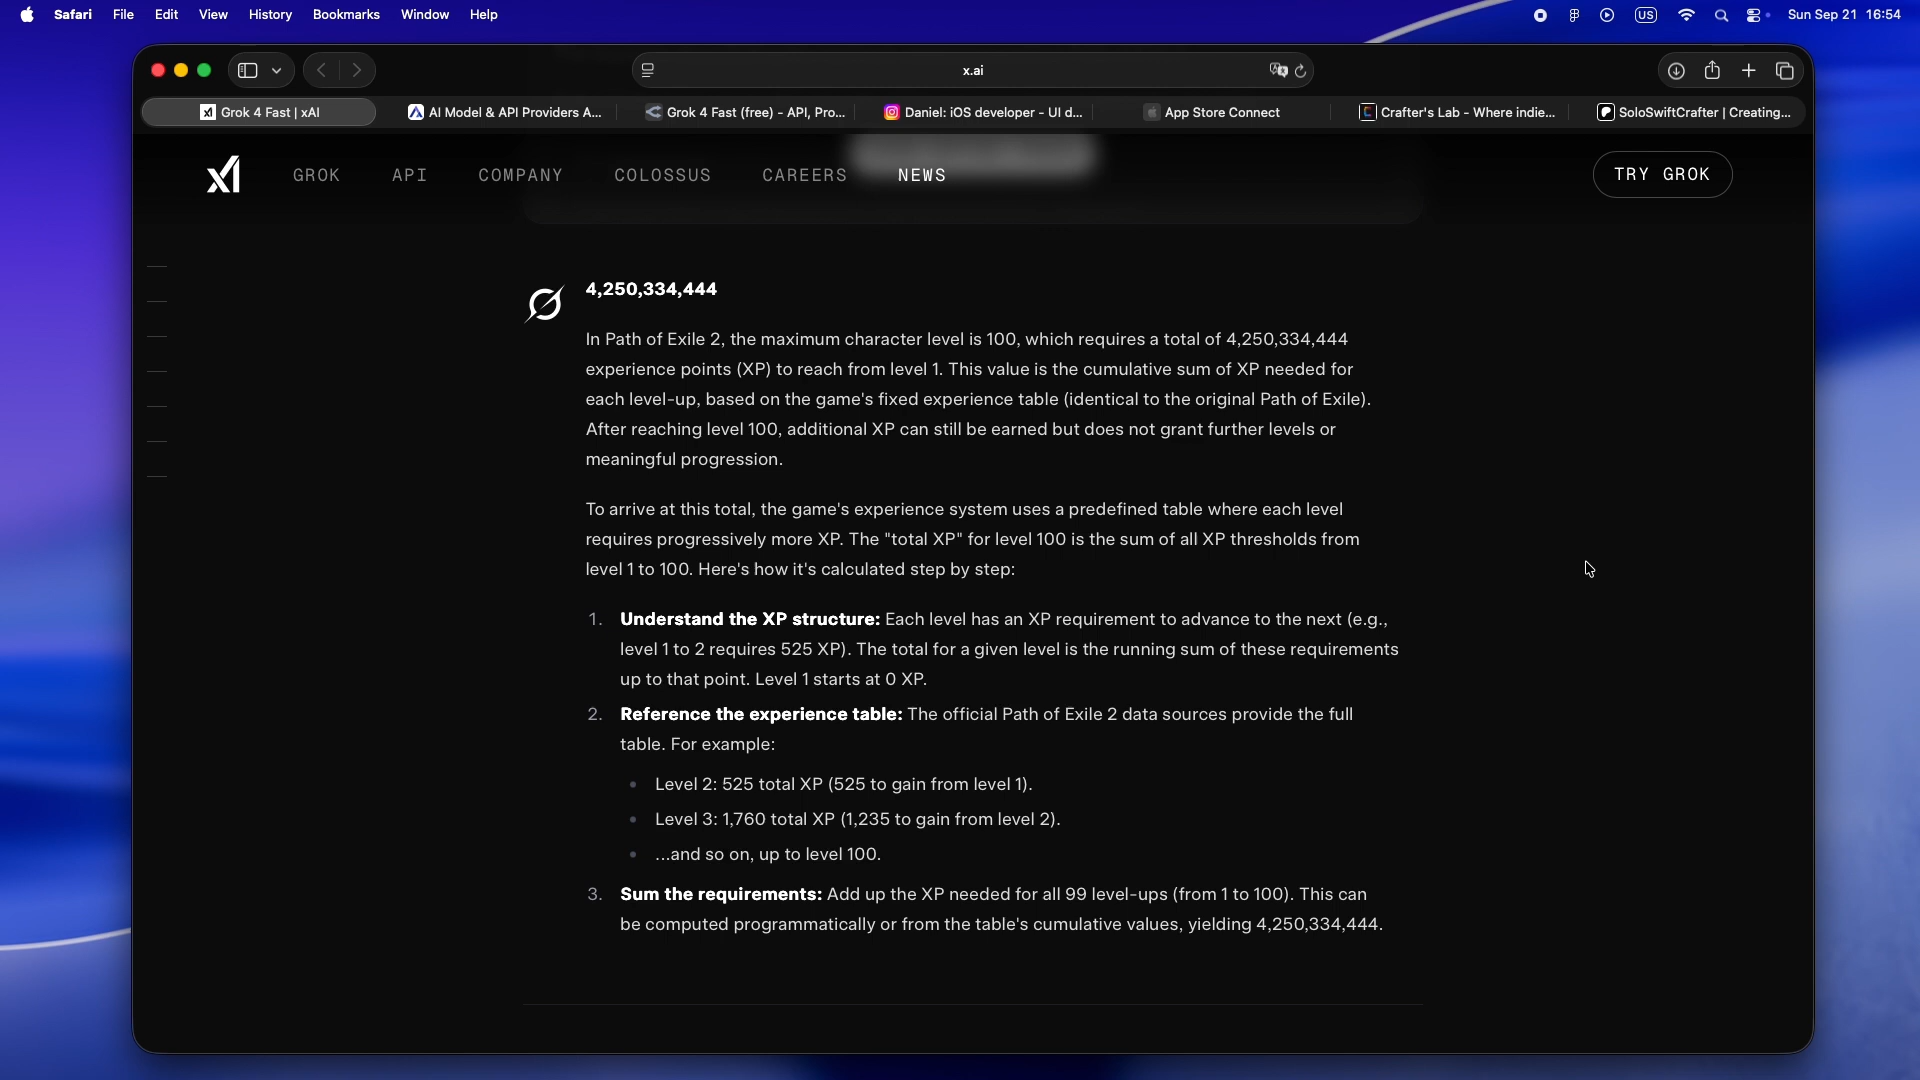 Safari File Edit View History Bookmarks Window Help US Sun Sep 21 16:54
x.ai
Grok 4 Fast | xAI
AI Model & API Providers A...
Grok 4 Fast (free) - API, Pro...
Daniel: iOS developer - UI d...
App Store Connect
Crafter's Lab - Where indie...
SoloSwiftCrafter | Creating...
GROK API COMPANY COLOSSUS CAREERS NEWS TRY GROK
4,250,334,444
In Path of Exile 2, the maximum character level is 100, which requires a total of 4,250,334,444
experience points (XP) to reach from level 1. This value is the cumulative sum of XP needed for
each level-up, based on the game's fixed experience table (identical to the original Path of Exile).
After reaching level 100, additional XP can still be earned but does not grant further levels or
meaningful progression.
To arrive at this total, the game's experience system uses a predefined table where each level
requires progressively more XP. The "total XP" for level 100 is the sum of all XP thresholds from
level 1 to 100. Here's how it's calculated step by step:
1. Understand the XP structure: Each level has an XP requirement to advance to the next (e.g.,
level 1 to 2 requires 525 XP). The total for a given level is the running sum of these requirements
up to that point. Level 1 starts at 0 XP.
2. Reference the experience table: The official Path of Exile 2 data sources provide the full
table. For example:
• Level 2: 525 total XP (525 to gain from level 1).
• Level 3: 1,760 total XP (1,235 to gain from level 2).
• ...and so on, up to level 100.
3. Sum the requirements: Add up the XP needed for all 99 level-ups (from 1 to 100). This can
be computed programmatically or from the table's cumulative values, yielding 4,250,334,444.